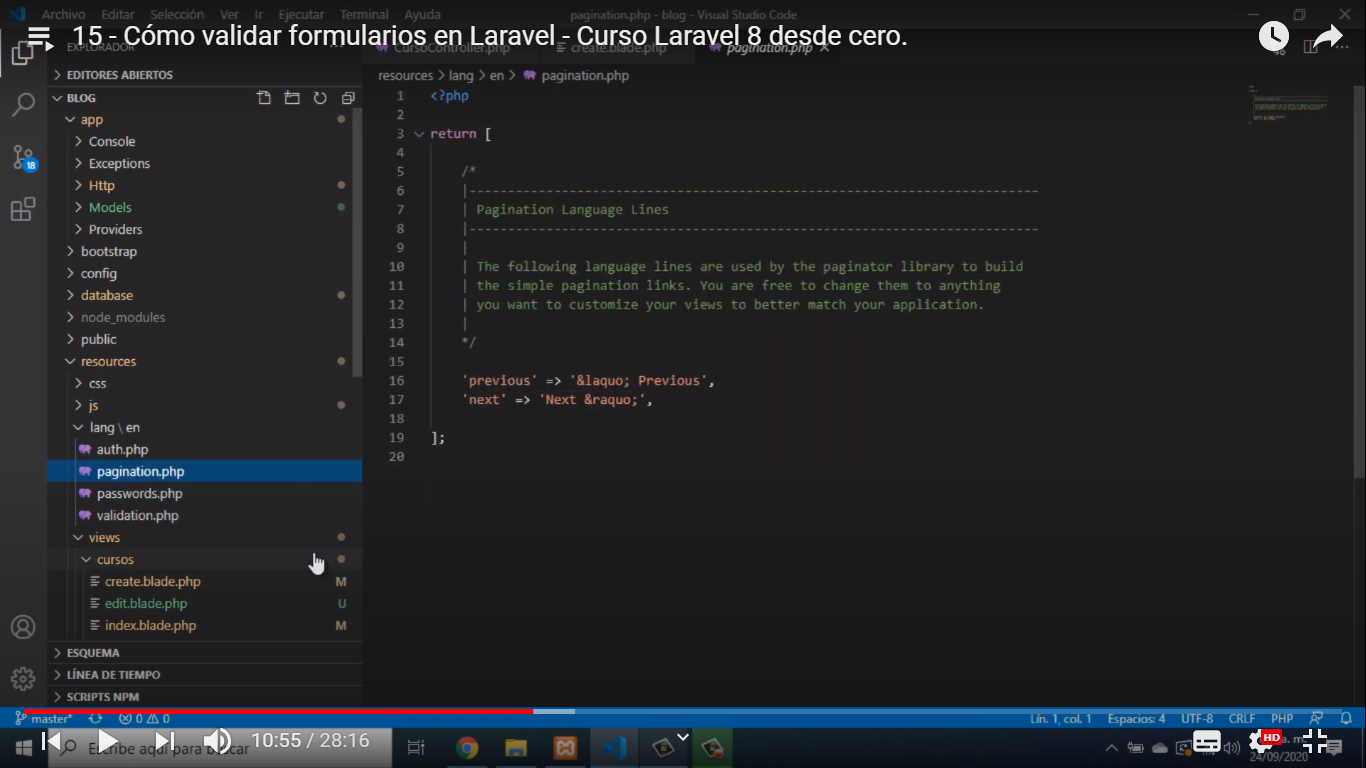 Archivo Editar Selección Ver Ir Ejecutar Terminal Ayuda pagination.php - blog - Visual Studio Code
15 - Cómo validar formularios en Laravel - Curso Laravel 8 desde cero.
EXPLORADOR CursoController.php create.blade.php pagination.php
EDITORES ABIERTOS
resources > lang > en > pagination.php
BLOG
app
Console
Exceptions
Http
Models
Providers
bootstrap
config
database
node_modules
public
resources
css
js
lang \ en
auth.php
pagination.php
passwords.php
validation.php
views
cursos
create.blade.php M
edit.blade.php U
index.blade.php M
ESQUEMA
LÍNEA DE TIEMPO
SCRIPTS NPM
18
1 <?php
2
3 return [
4
5 /*
6 |--------------------------------------------------------------------------
7 | Pagination Language Lines
8 |--------------------------------------------------------------------------
9 |
10 | The following language lines are used by the paginator library to build
11 | the simple pagination links. You are free to change them to anything
12 | you want to customize your views to better match your application.
13 |
14 */
15
16 'previous' => '&laquo; Previous',
17 'next' => 'Next &raquo;',
18
19 ];
20
master* 0 0 Lín. 1, col. 1 Espacios: 4 UTF-8 CRLF PHP
Escribe aquí para buscar
10:55 / 28:16
HD
24/09/2020